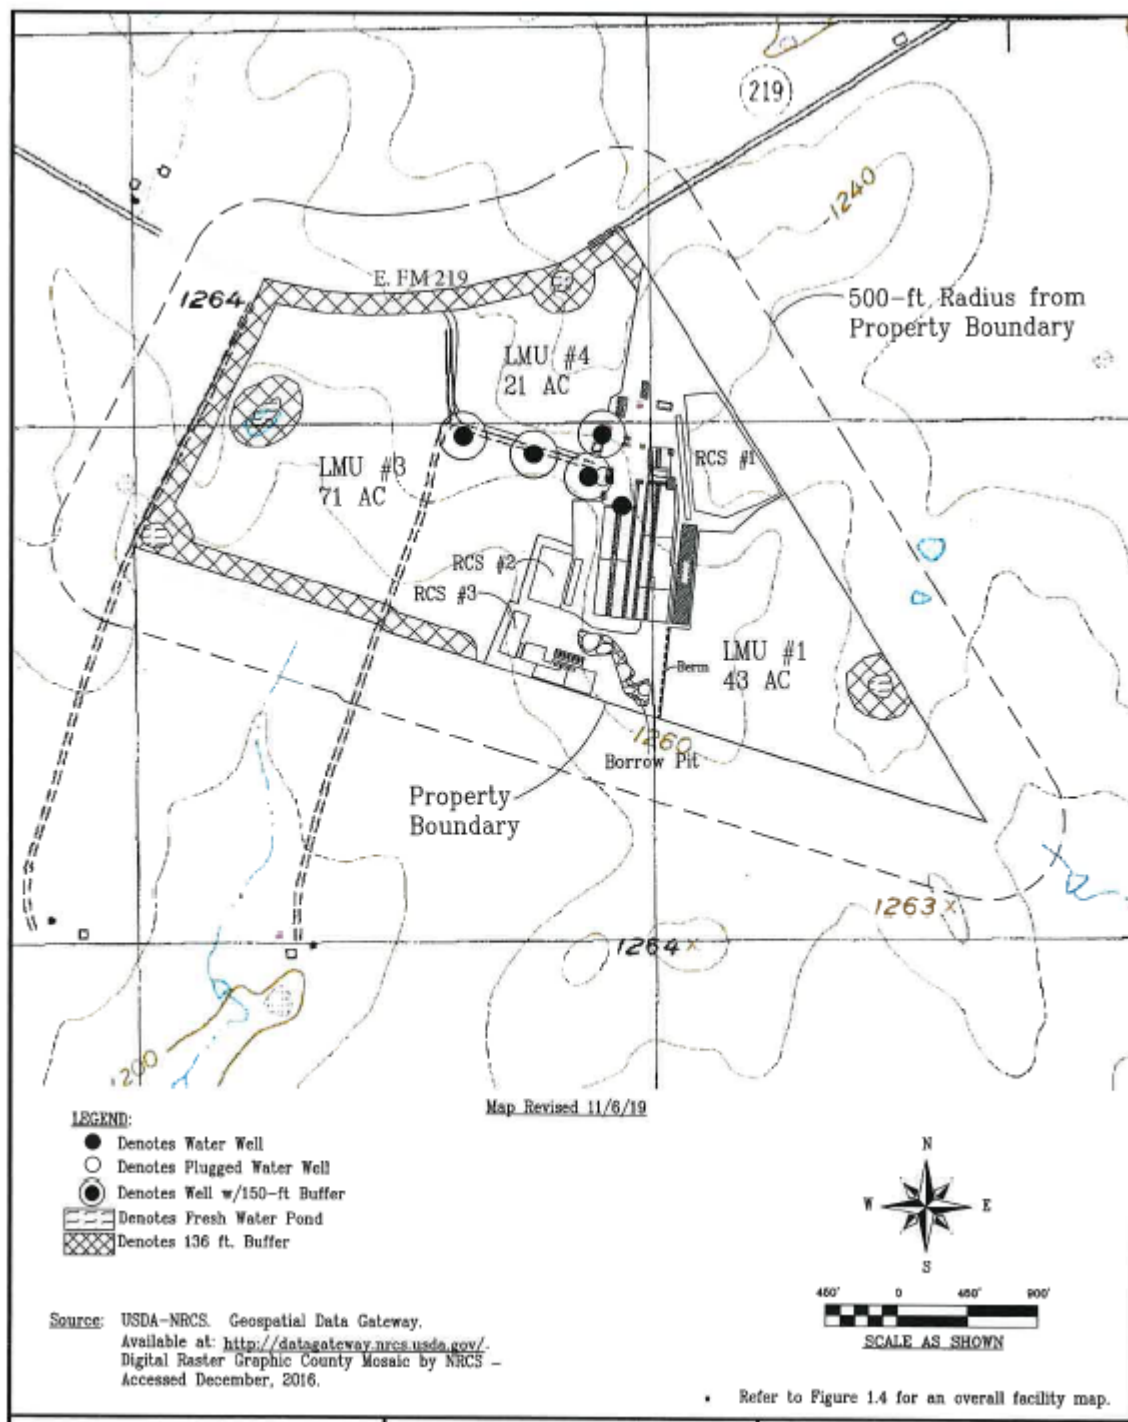 219
1240
E. FM 219
1264
500-ft Radius from
Property Boundary
LMU #4
21 AC
LMU #3
71 AC
RCS #1
RCS #2
RCS #3
LMU #1
43 AC
Berm
1260
Borrow Pit
Property
Boundary
1263
1264
1200
Map Revised 11/6/19
LEGEND:
Denotes Water Well
Denotes Plugged Water Well
Denotes Well w/150-ft Buffer
Denotes Fresh Water Pond
Denotes 136 ft. Buffer
N
W E
S
450' 0 450' 900'
SCALE AS SHOWN
Source: USDA-NRCS. Geospatial Data Gateway.
Available at: http://datagateway.nrcs.usda.gov/.
Digital Raster Graphic County Mosaic by NRCS -
Accessed December, 2016.
• Refer to Figure 1.4 for an overall facility map.